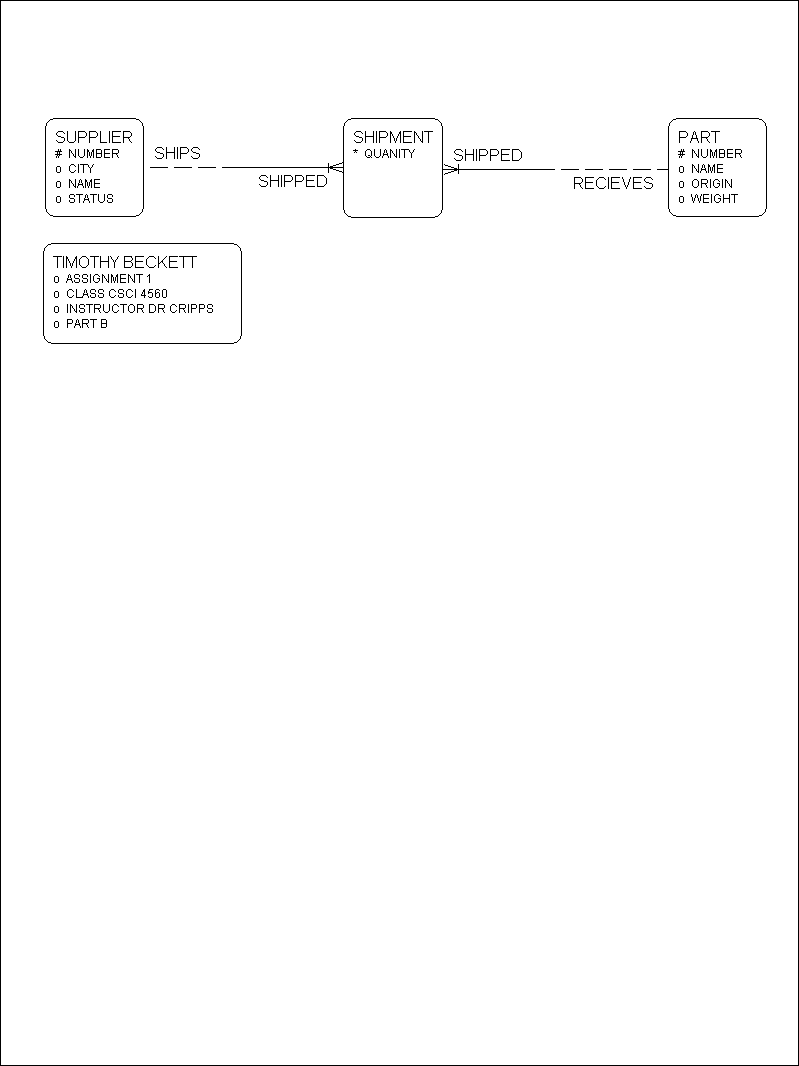 SUPPLIER
# NUMBER
o CITY
o NAME
o STATUS
SHIPS
SHIPPED
SHIPMENT
* QUANITY
SHIPPED
RECIEVES
PART
# NUMBER
o NAME
o ORIGIN
o WEIGHT
TIMOTHY BECKETT
o ASSIGNMENT 1
o CLASS CSCI 4560
o INSTRUCTOR DR CRIPPS
o PART B